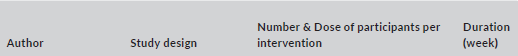 Author
Study design
Number & Dose of participants per
intervention
Duration
(week)